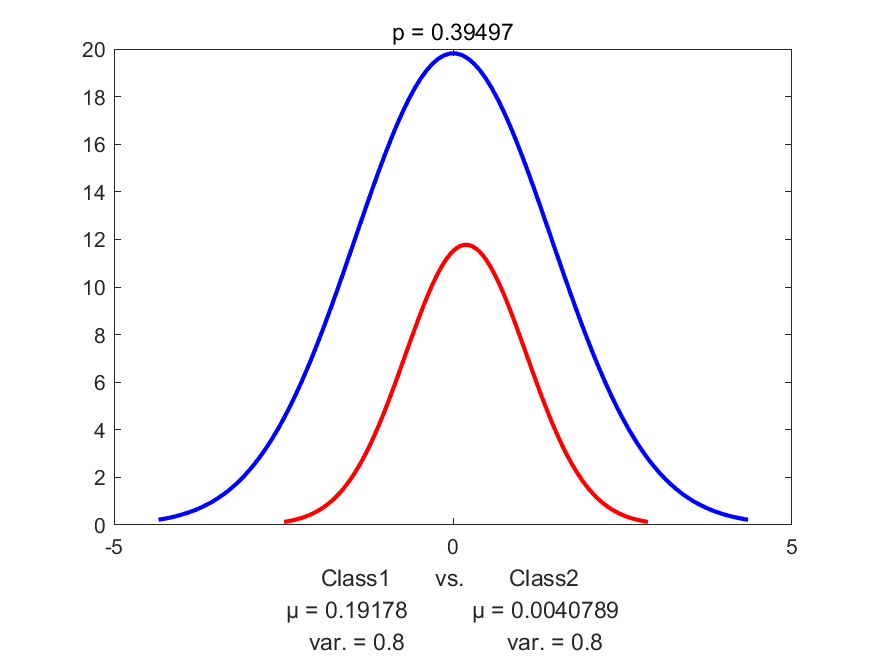 p = 0.39497
20
18
16
14
12
10
8
6
4
2
0
-5 0 5
Class1 vs. Class2
μ = 0.19178 μ = 0.0040789
var. = 0.8 var. = 0.8